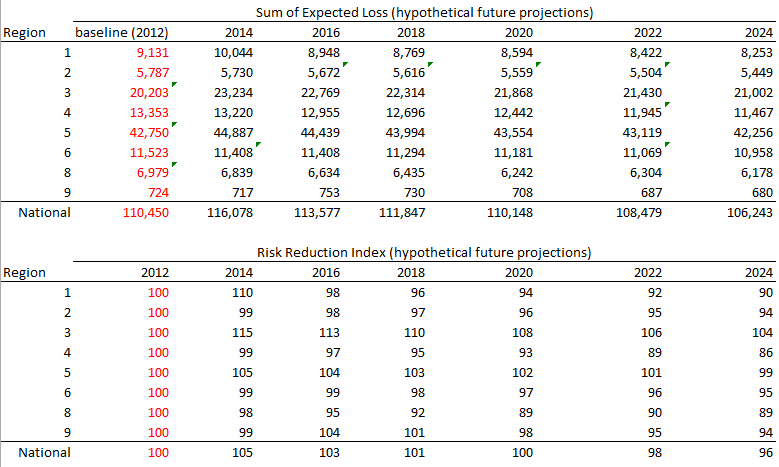 Sum of Expected Loss (hypothetical future projections)
Region baseline (2012) 2014 2016 2018 2020 2022 2024
1 9,131 10,044 8,948 8,769 8,594 8,422 8,253
2 5,787 5,730 5,672 5,616 5,559 5,504 5,449
3 20,203 23,234 22,769 22,314 21,868 21,430 21,002
4 13,353 13,220 12,955 12,696 12,442 11,945 11,467
5 42,750 44,887 44,439 43,994 43,554 43,119 42,256
6 11,523 11,408 11,408 11,294 11,181 11,069 10,958
8 6,979 6,839 6,634 6,435 6,242 6,304 6,178
9 724 717 753 730 708 687 680
National 110,450 116,078 113,577 111,847 110,148 108,479 106,243
Risk Reduction Index (hypothetical future projections)
Region 2012 2014 2016 2018 2020 2022 2024
1 100 110 98 96 94 92 90
2 100 99 98 97 96 95 94
3 100 115 113 110 108 106 104
4 100 99 97 95 93 89 86
5 100 105 104 103 102 101 99
6 100 99 99 98 97 96 95
8 100 98 95 92 89 90 89
9 100 99 104 101 98 95 94
National 100 105 103 101 100 98 96